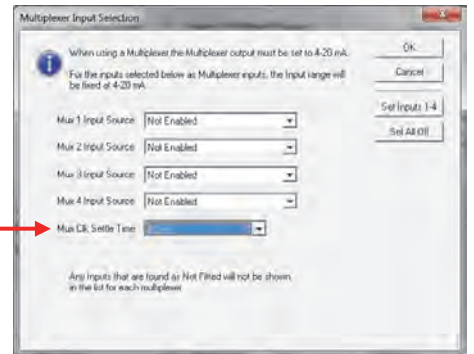 Multiplexer Input Selection
When using a Multiplexer the Multiplexer output must be set to 4-20 mA.
For the inputs selected below as Multiplexer inputs, the Input range will
be fixed at 4-20 mA
OK
Cancel
Set Inputs 1-4
Set All Off
Mux 1 Input Source Not Enabled
Mux 2 Input Source Not Enabled
Mux 3 Input Source Not Enabled
Mux 4 Input Source Not Enabled
Mux Clk Settle Time
Any Inputs that are found as Not Fitted will not be shown
in the list for each multiplexer